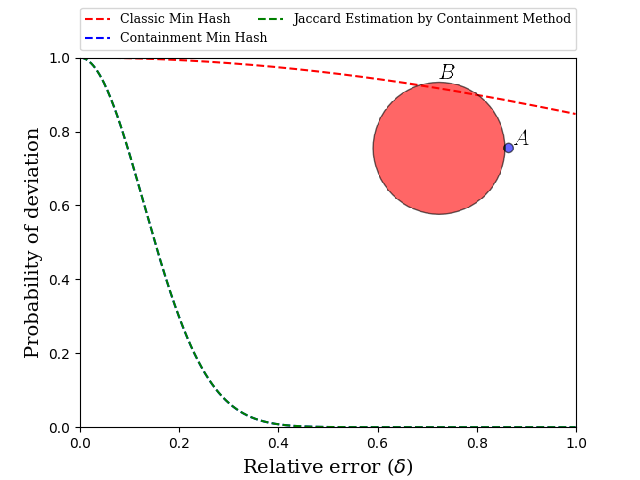 Classic Min Hash
Containment Min Hash
Jaccard Estimation by Containment Method
1.0
0.8
0.6
0.4
0.2
0.0
Probability of deviation
B
A
0.0 0.2 0.4 0.6 0.8 1.0
Relative error (δ)